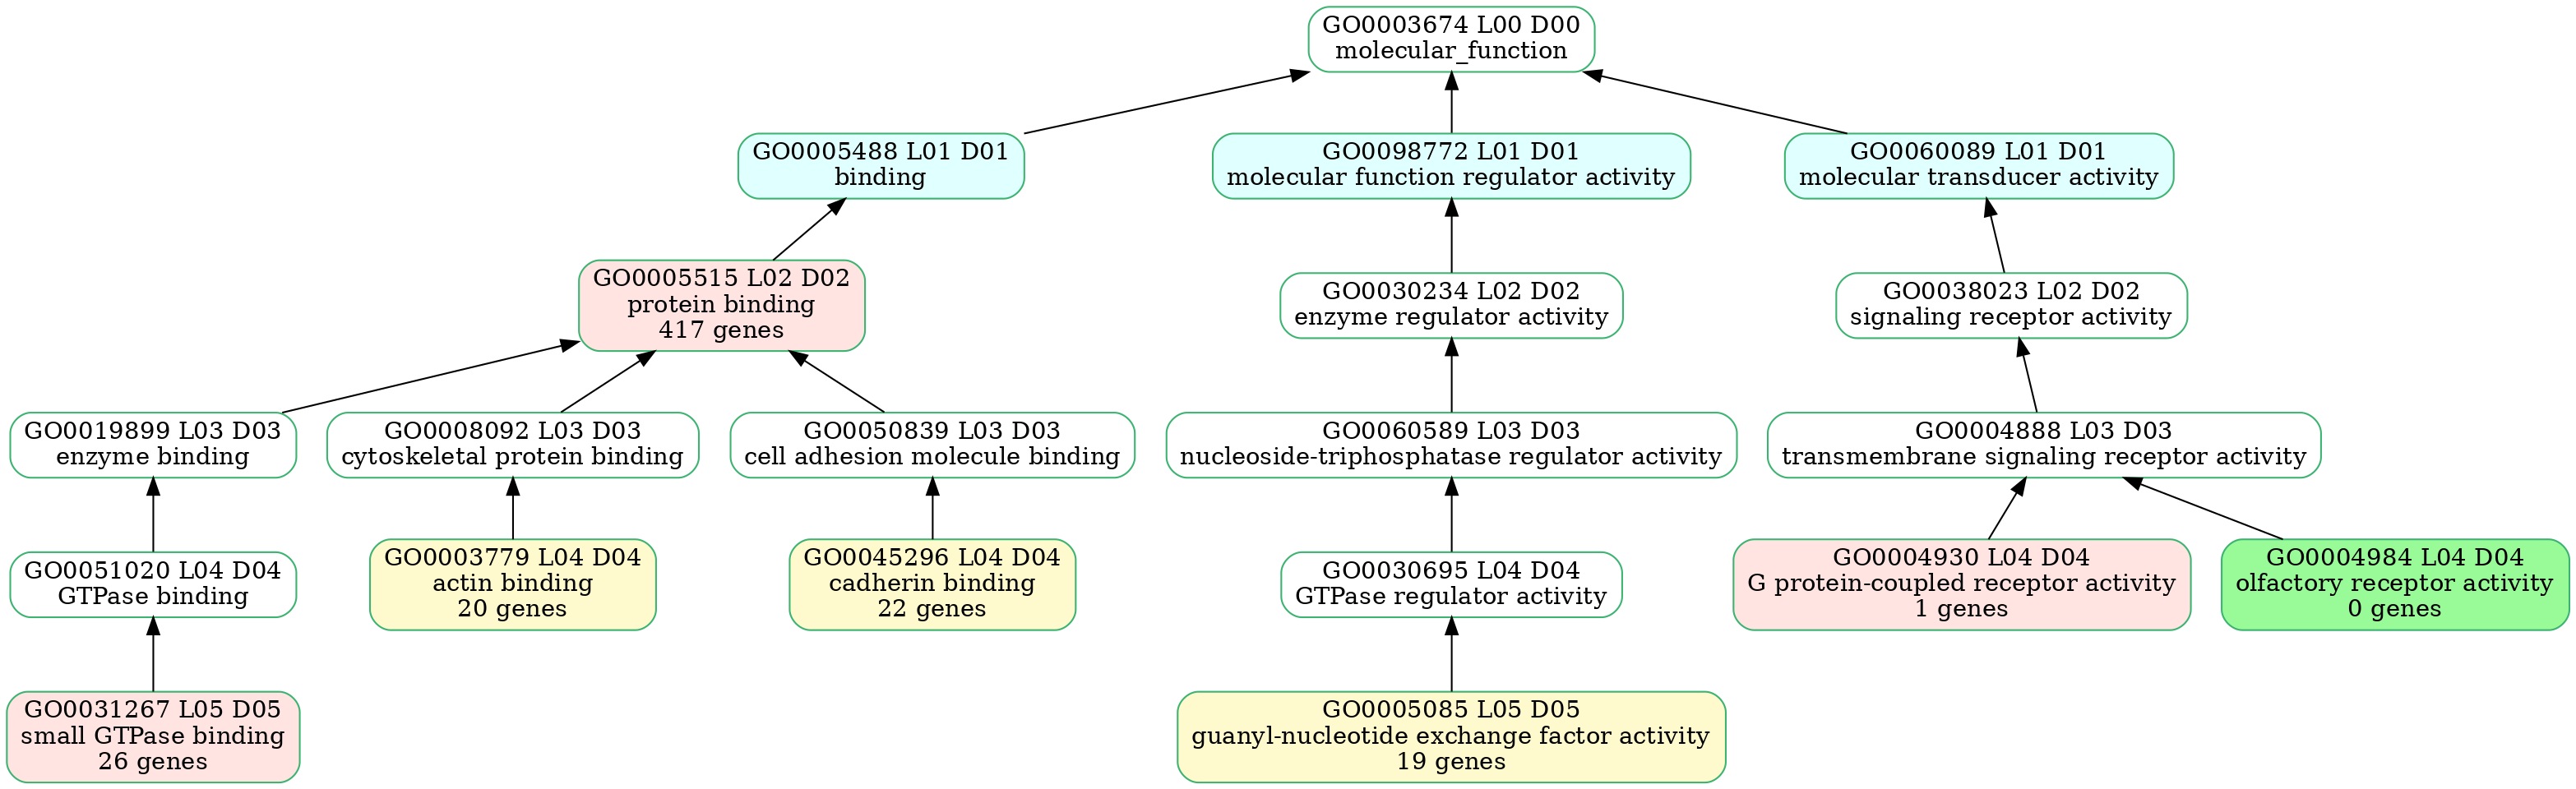 GO0003674 L00 D00
molecular_function
GO0005488 L01 D01
binding
GO0098772 L01 D01
molecular function regulator activity
GO0060089 L01 D01
molecular transducer activity
GO0005515 L02 D02
protein binding
417 genes
GO0030234 L02 D02
enzyme regulator activity
GO0038023 L02 D02
signaling receptor activity
GO0019899 L03 D03
enzyme binding
GO0008092 L03 D03
cytoskeletal protein binding
GO0050839 L03 D03
cell adhesion molecule binding
GO0060589 L03 D03
nucleoside-triphosphatase regulator activity
GO0004888 L03 D03
transmembrane signaling receptor activity
GO0051020 L04 D04
GTPase binding
GO0003779 L04 D04
actin binding
20 genes
GO0045296 L04 D04
cadherin binding
22 genes
GO0030695 L04 D04
GTPase regulator activity
GO0004930 L04 D04
G protein-coupled receptor activity
1 genes
GO0004984 L04 D04
olfactory receptor activity
0 genes
GO0031267 L05 D05
small GTPase binding
26 genes
GO0005085 L05 D05
guanyl-nucleotide exchange factor activity
19 genes